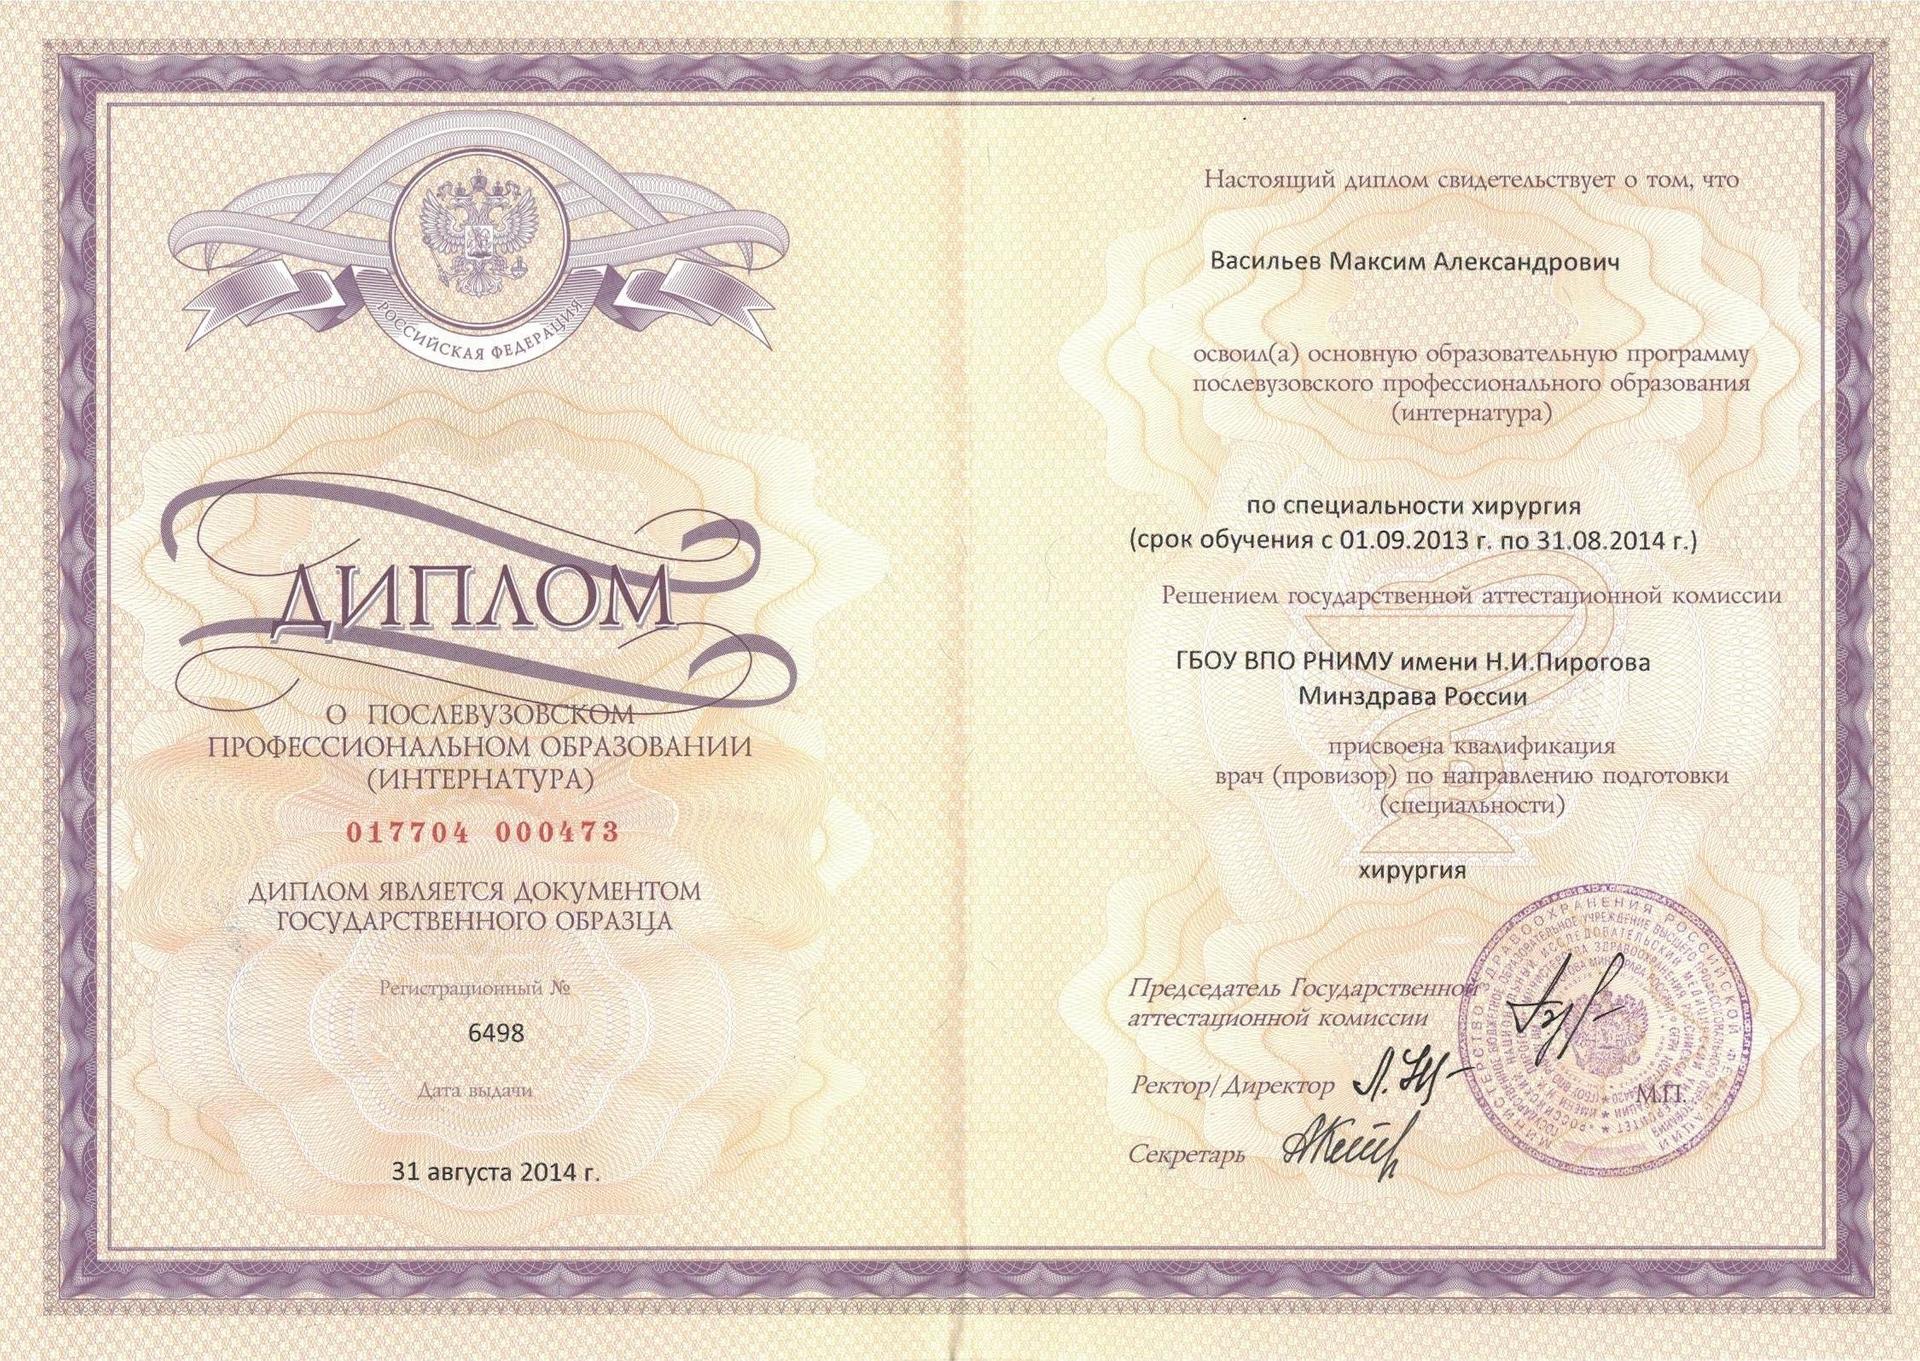 РОССИЙСКАЯ ФЕДЕРАЦИЯ
ДИПЛОМ
О ПОСЛЕВУЗОВСКОМ
ПРОФЕССИОНАЛЬНОМ ОБРАЗОВАНИИ
(ИНТЕРНАТУРА)
017704 000473
ДИПЛОМ ЯВЛЯЕТСЯ ДОКУМЕНТОМ
ГОСУДАРСТВЕННОГО ОБРАЗЦА
Регистрационный №
6498
Дата выдачи
31 августа 2014 г.
Настоящий диплом свидетельствует о том, что
Васильев Максим Александрович
освоил(а) основную образовательную программу
послевузовского профессионального образования
(интернатура)
по специальности хирургия
(срок обучения с 01.09.2013 г. по 31.08.2014 г.)
Решением государственной аттестационной комиссии
ГБОУ ВПО РНИМУ имени Н.И.Пирогова
Минздрава России
присвоена квалификация
врач (провизор) по направлению подготовки
(специальности)
хирургия
Председатель Государственной
аттестационной комиссии
Ректор/Директор
Секретарь
М.П.
МИНИСТЕРСТВО ЗДРАВООХРАНЕНИЯ РОССИЙСКОЙ ФЕДЕРАЦИИ